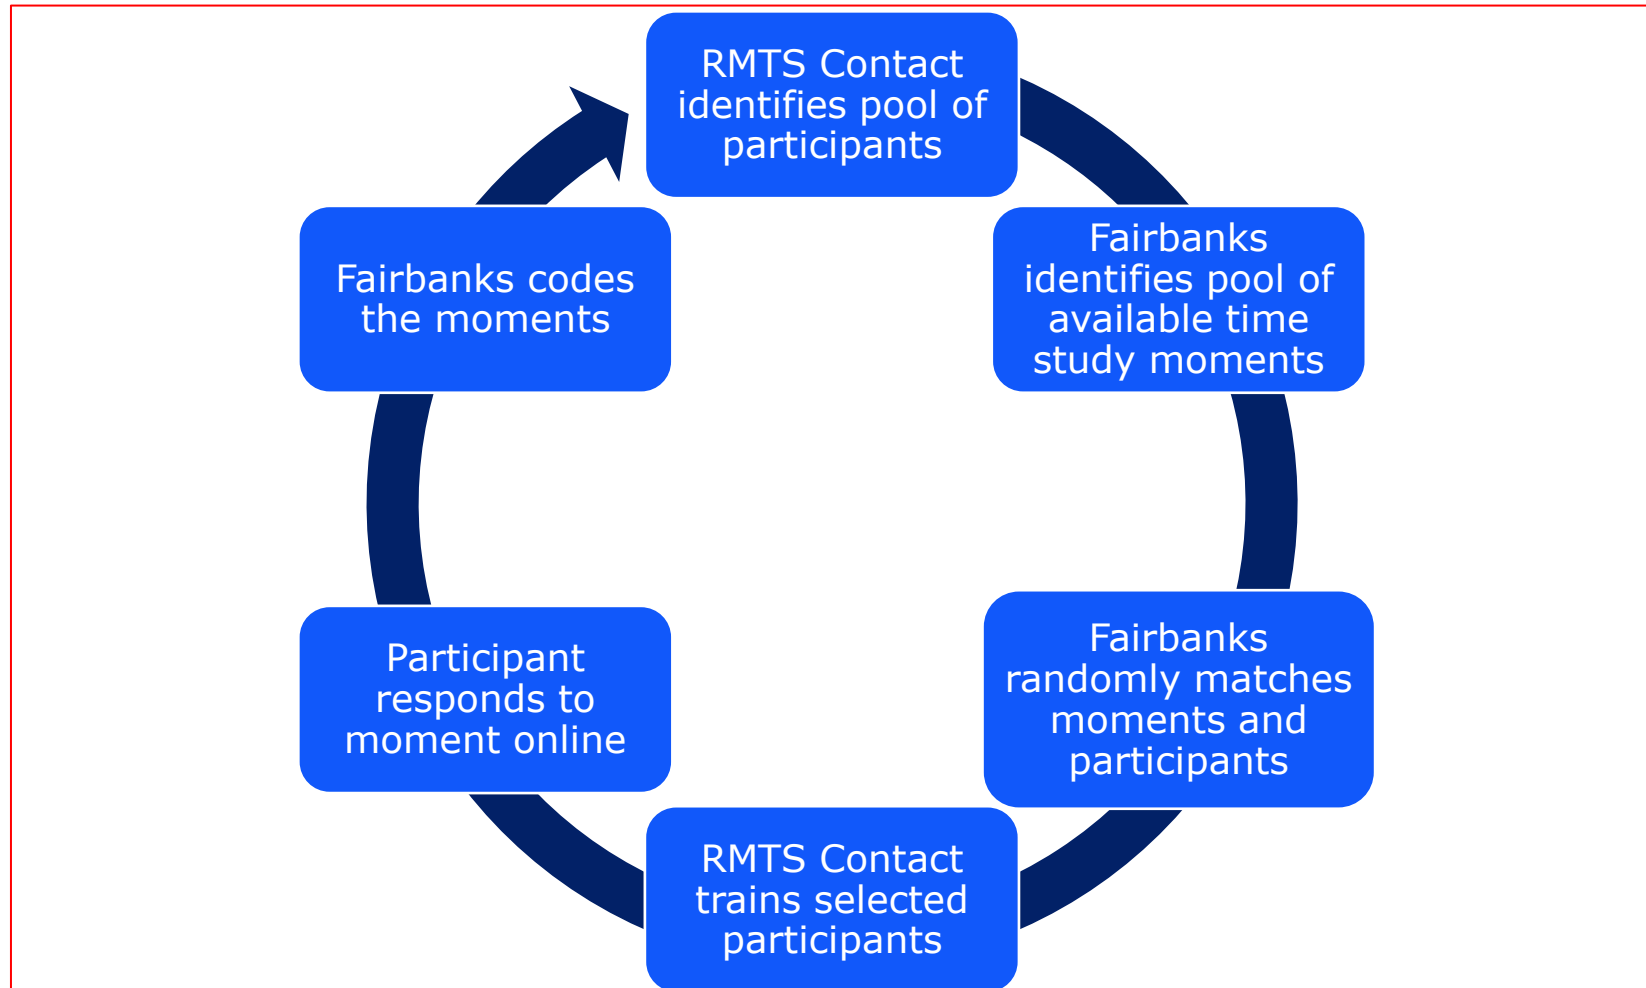 RMTS Contact
identifies pool of
participants
Fairbanks
identifies pool of
available time
study moments
Fairbanks
randomly matches
moments and
participants
RMTS Contact
trains selected
participants
Participant
responds to
moment online
Fairbanks codes
the moments